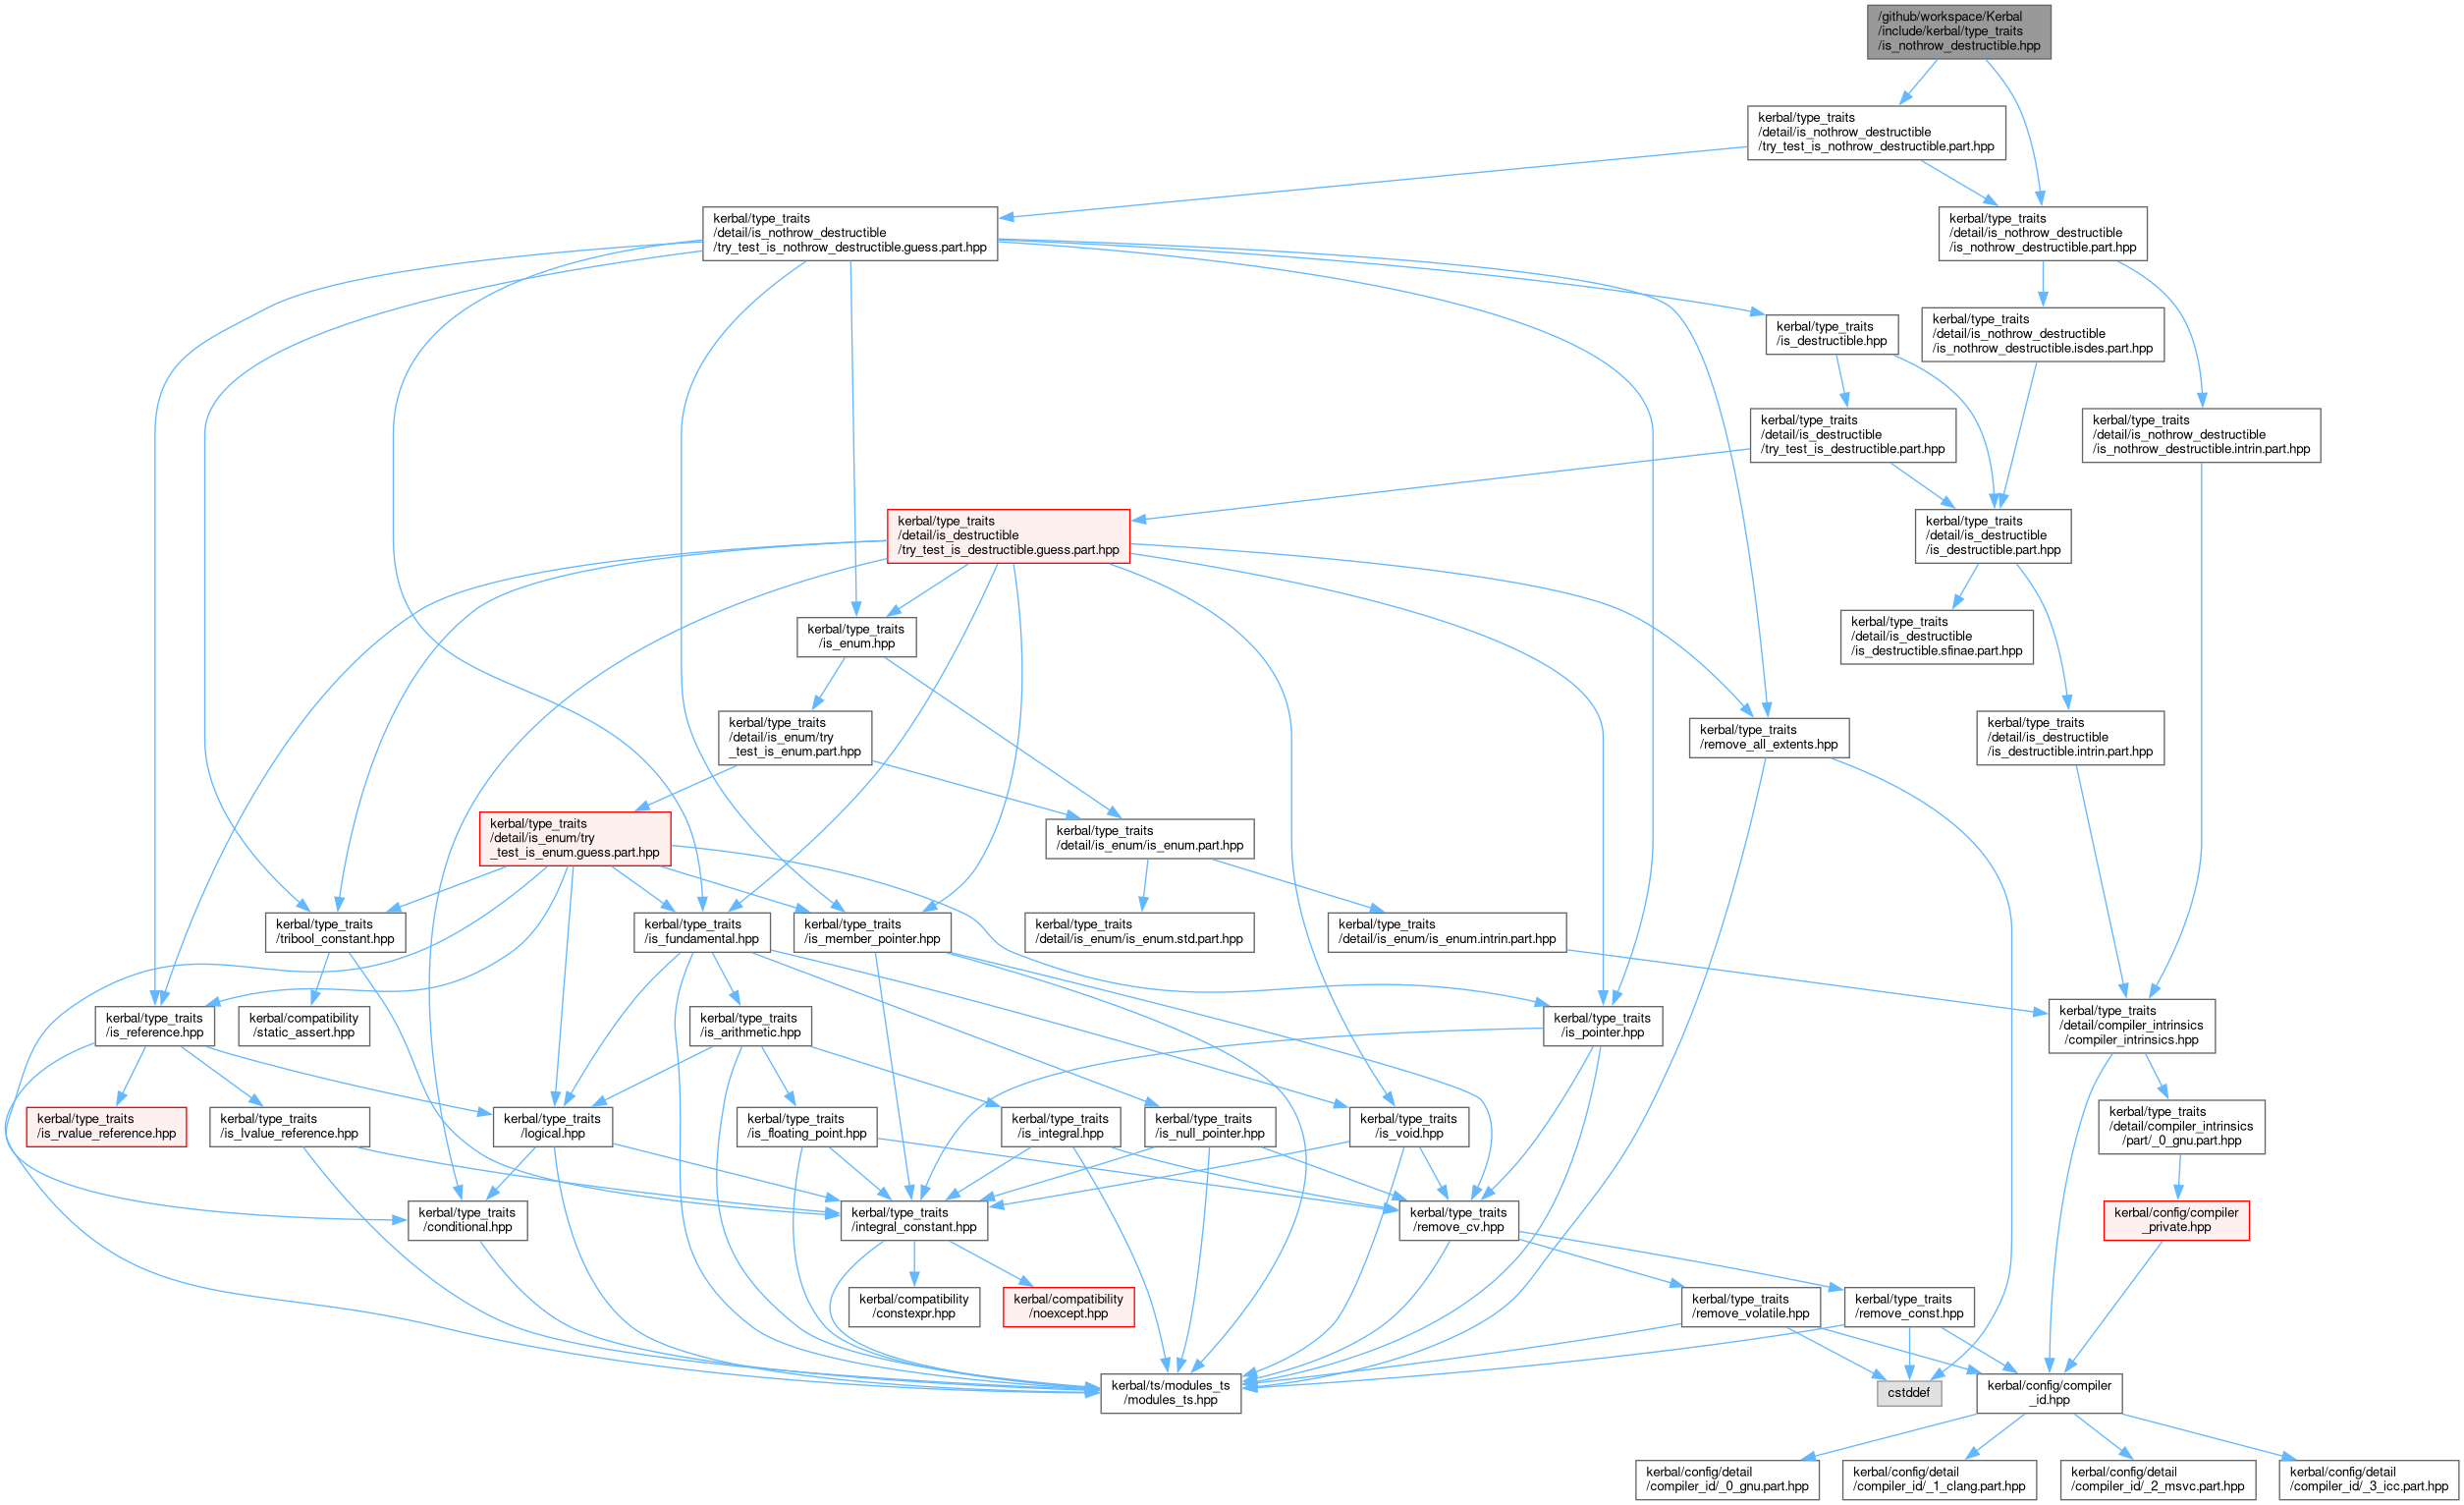 /github/workspace/Kerbal
/include/kerbal/type_traits
/is_nothrow_destructible.hpp
kerbal/type_traits
/detail/is_nothrow_destructible
/try_test_is_nothrow_destructible.part.hpp
kerbal/type_traits
/detail/is_nothrow_destructible
/try_test_is_nothrow_destructible.guess.part.hpp
kerbal/type_traits
/detail/is_nothrow_destructible
/is_nothrow_destructible.part.hpp
kerbal/type_traits
/is_destructible.hpp
kerbal/type_traits
/detail/is_nothrow_destructible
/is_nothrow_destructible.isdes.part.hpp
kerbal/type_traits
/detail/is_destructible
/try_test_is_destructible.part.hpp
kerbal/type_traits
/detail/is_nothrow_destructible
/is_nothrow_destructible.intrin.part.hpp
kerbal/type_traits
/detail/is_destructible
/try_test_is_destructible.guess.part.hpp
kerbal/type_traits
/detail/is_destructible
/is_destructible.part.hpp
kerbal/type_traits
/is_enum.hpp
kerbal/type_traits
/detail/is_destructible
/is_destructible.sfinae.part.hpp
kerbal/type_traits
/detail/is_enum/try
_test_is_enum.part.hpp
kerbal/type_traits
/remove_all_extents.hpp
kerbal/type_traits
/detail/is_destructible
/is_destructible.intrin.part.hpp
kerbal/type_traits
/detail/is_enum/try
_test_is_enum.guess.part.hpp
kerbal/type_traits
/detail/is_enum/is_enum.part.hpp
kerbal/type_traits
/tribool_constant.hpp
kerbal/type_traits
/is_fundamental.hpp
kerbal/type_traits
/is_member_pointer.hpp
kerbal/type_traits
/detail/is_enum/is_enum.std.part.hpp
kerbal/type_traits
/detail/is_enum/is_enum.intrin.part.hpp
kerbal/type_traits
/is_reference.hpp
kerbal/compatibility
/static_assert.hpp
kerbal/type_traits
/is_arithmetic.hpp
kerbal/type_traits
/is_pointer.hpp
kerbal/type_traits
/detail/compiler_intrinsics
/compiler_intrinsics.hpp
kerbal/type_traits
/is_rvalue_reference.hpp
kerbal/type_traits
/is_lvalue_reference.hpp
kerbal/type_traits
/logical.hpp
kerbal/type_traits
/is_floating_point.hpp
kerbal/type_traits
/is_integral.hpp
kerbal/type_traits
/is_null_pointer.hpp
kerbal/type_traits
/is_void.hpp
kerbal/type_traits
/detail/compiler_intrinsics
/part/_0_gnu.part.hpp
kerbal/type_traits
/conditional.hpp
kerbal/type_traits
/integral_constant.hpp
kerbal/type_traits
/remove_cv.hpp
kerbal/config/compiler
_private.hpp
kerbal/compatibility
/constexpr.hpp
kerbal/compatibility
/noexcept.hpp
kerbal/type_traits
/remove_volatile.hpp
kerbal/type_traits
/remove_const.hpp
kerbal/ts/modules_ts
/modules_ts.hpp
cstddef
kerbal/config/compiler
_id.hpp
kerbal/config/detail
/compiler_id/_0_gnu.part.hpp
kerbal/config/detail
/compiler_id/_1_clang.part.hpp
kerbal/config/detail
/compiler_id/_2_msvc.part.hpp
kerbal/config/detail
/compiler_id/_3_icc.part.hpp